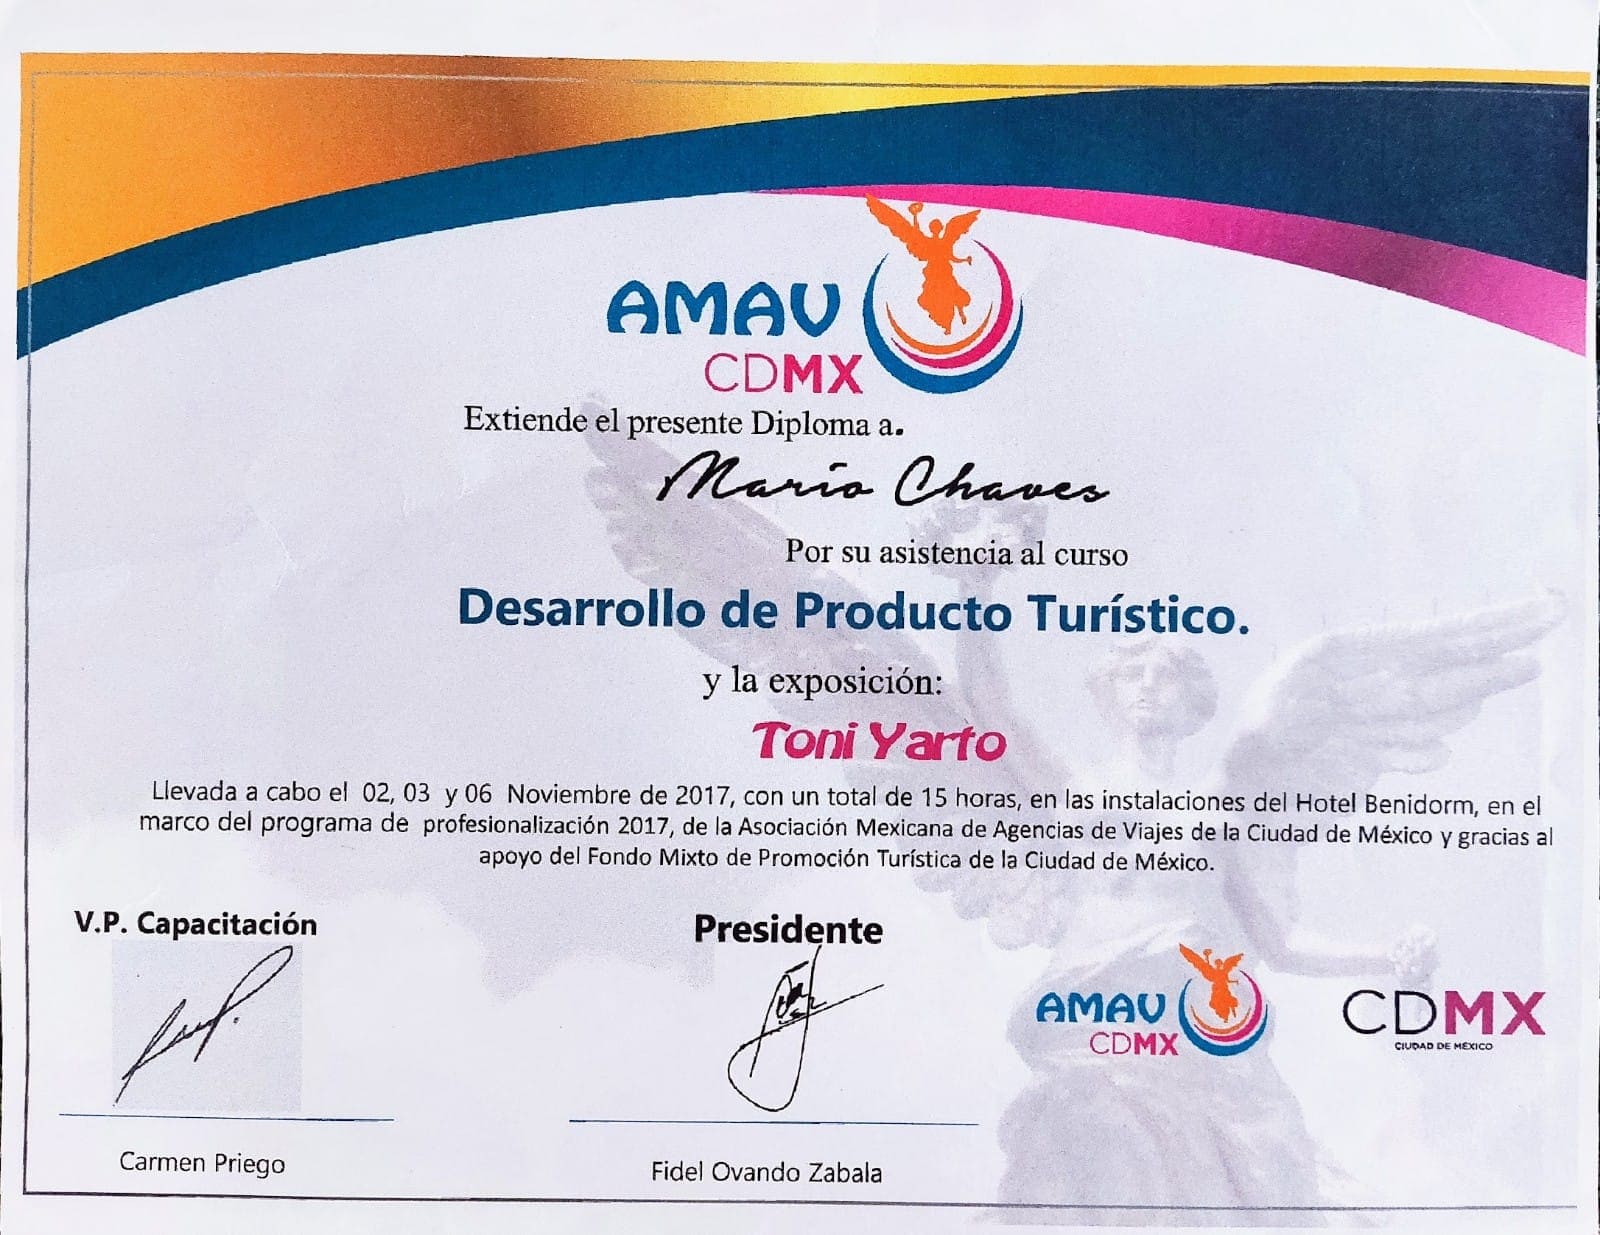 AMAV
CDMX
Extiende el presente Diploma a.
Mario Chaves
Por su asistencia al curso
Desarrollo de Producto Turístico.
y la exposición:
Toni Yarto
Llevada a cabo el 02, 03 y 06 Noviembre de 2017, con un total de 15 horas, en las instalaciones del Hotel Benidorm, en el
marco del programa de profesionalización 2017, de la Asociación Mexicana de Agencias de Viajes de la Ciudad de México y gracias al
apoyo del Fondo Mixto de Promoción Turística de la Ciudad de México.
V.P. Capacitación
Presidente
AMAV
CDMX
CDMX
CIUDAD DE MÉXICO
Carmen Priego
Fidel Ovando Zabala